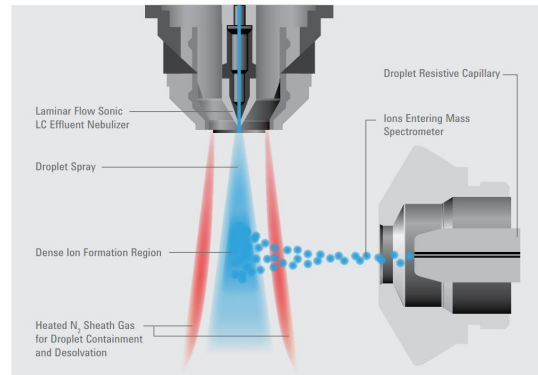 Droplet Resistive Capillary
Laminar Flow Sonic
LC Effluent Nebulizer
Ions Entering Mass
Spectrometer
Droplet Spray
Dense Ion Formation Region
Heated N₂ Sheath Gas
for Droplet Containment
and Desolvation